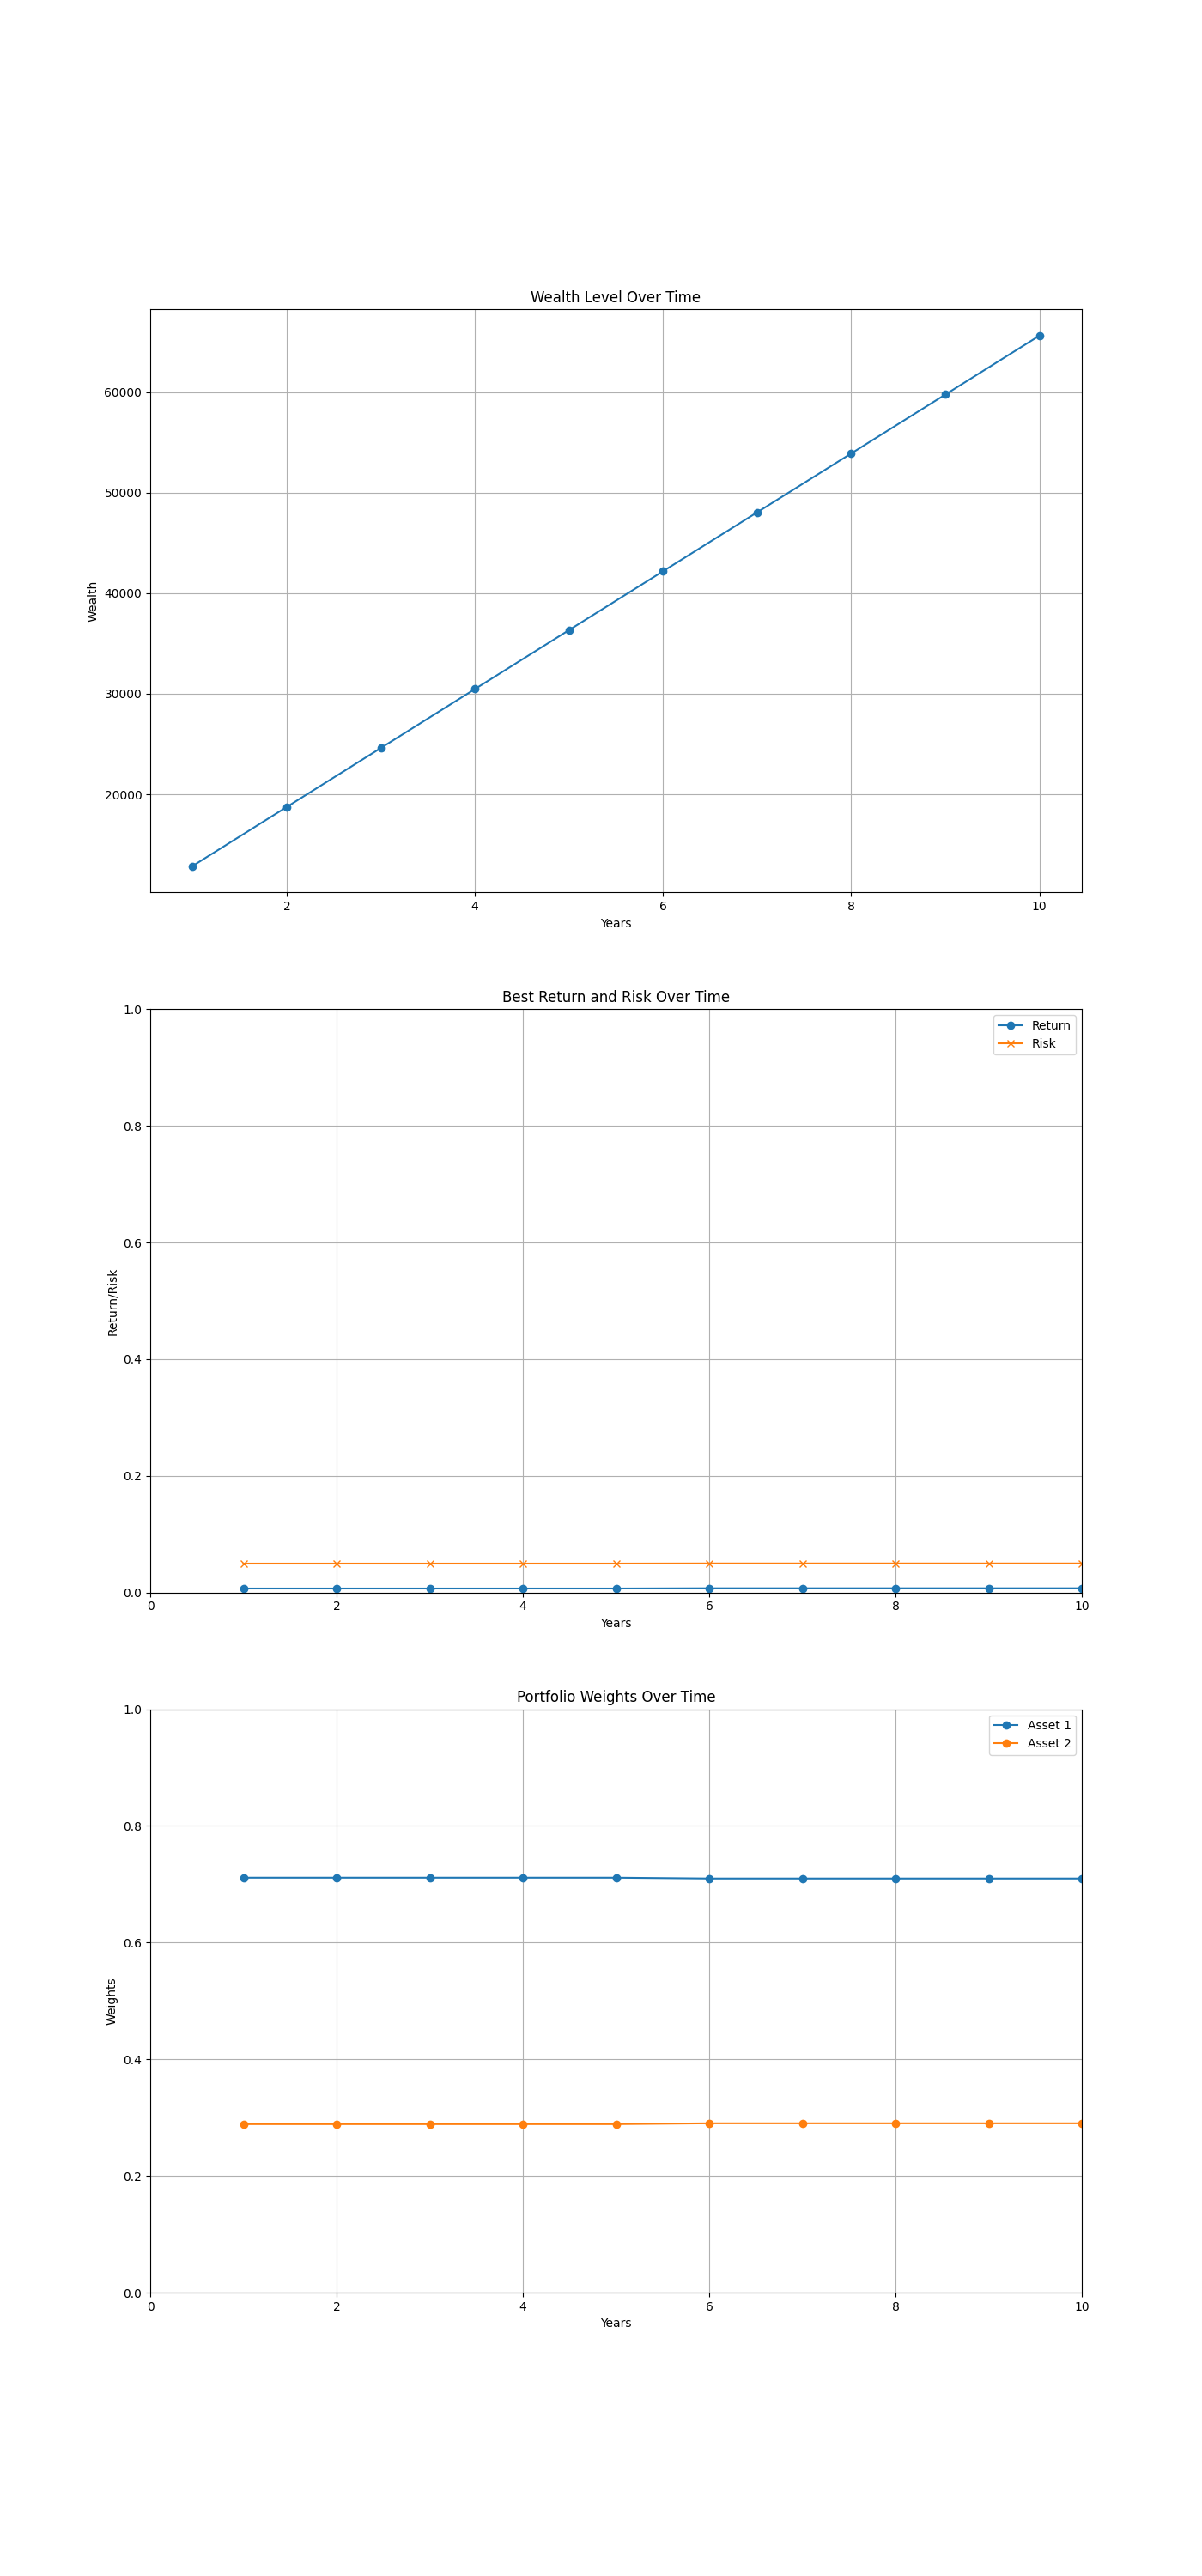 Wealth Level Over Time
60000
50000
40000
30000
20000
Wealth
2 4 6 8 10
Years
Best Return and Risk Over Time
Return
Risk
1.0
0.8
0.6
0.4
0.2
0.0
Return/Risk
0 2 4 6 8 10
Years
Portfolio Weights Over Time
Asset 1
Asset 2
1.0
0.8
0.6
0.4
0.2
0.0
Weights
0 2 4 6 8 10
Years